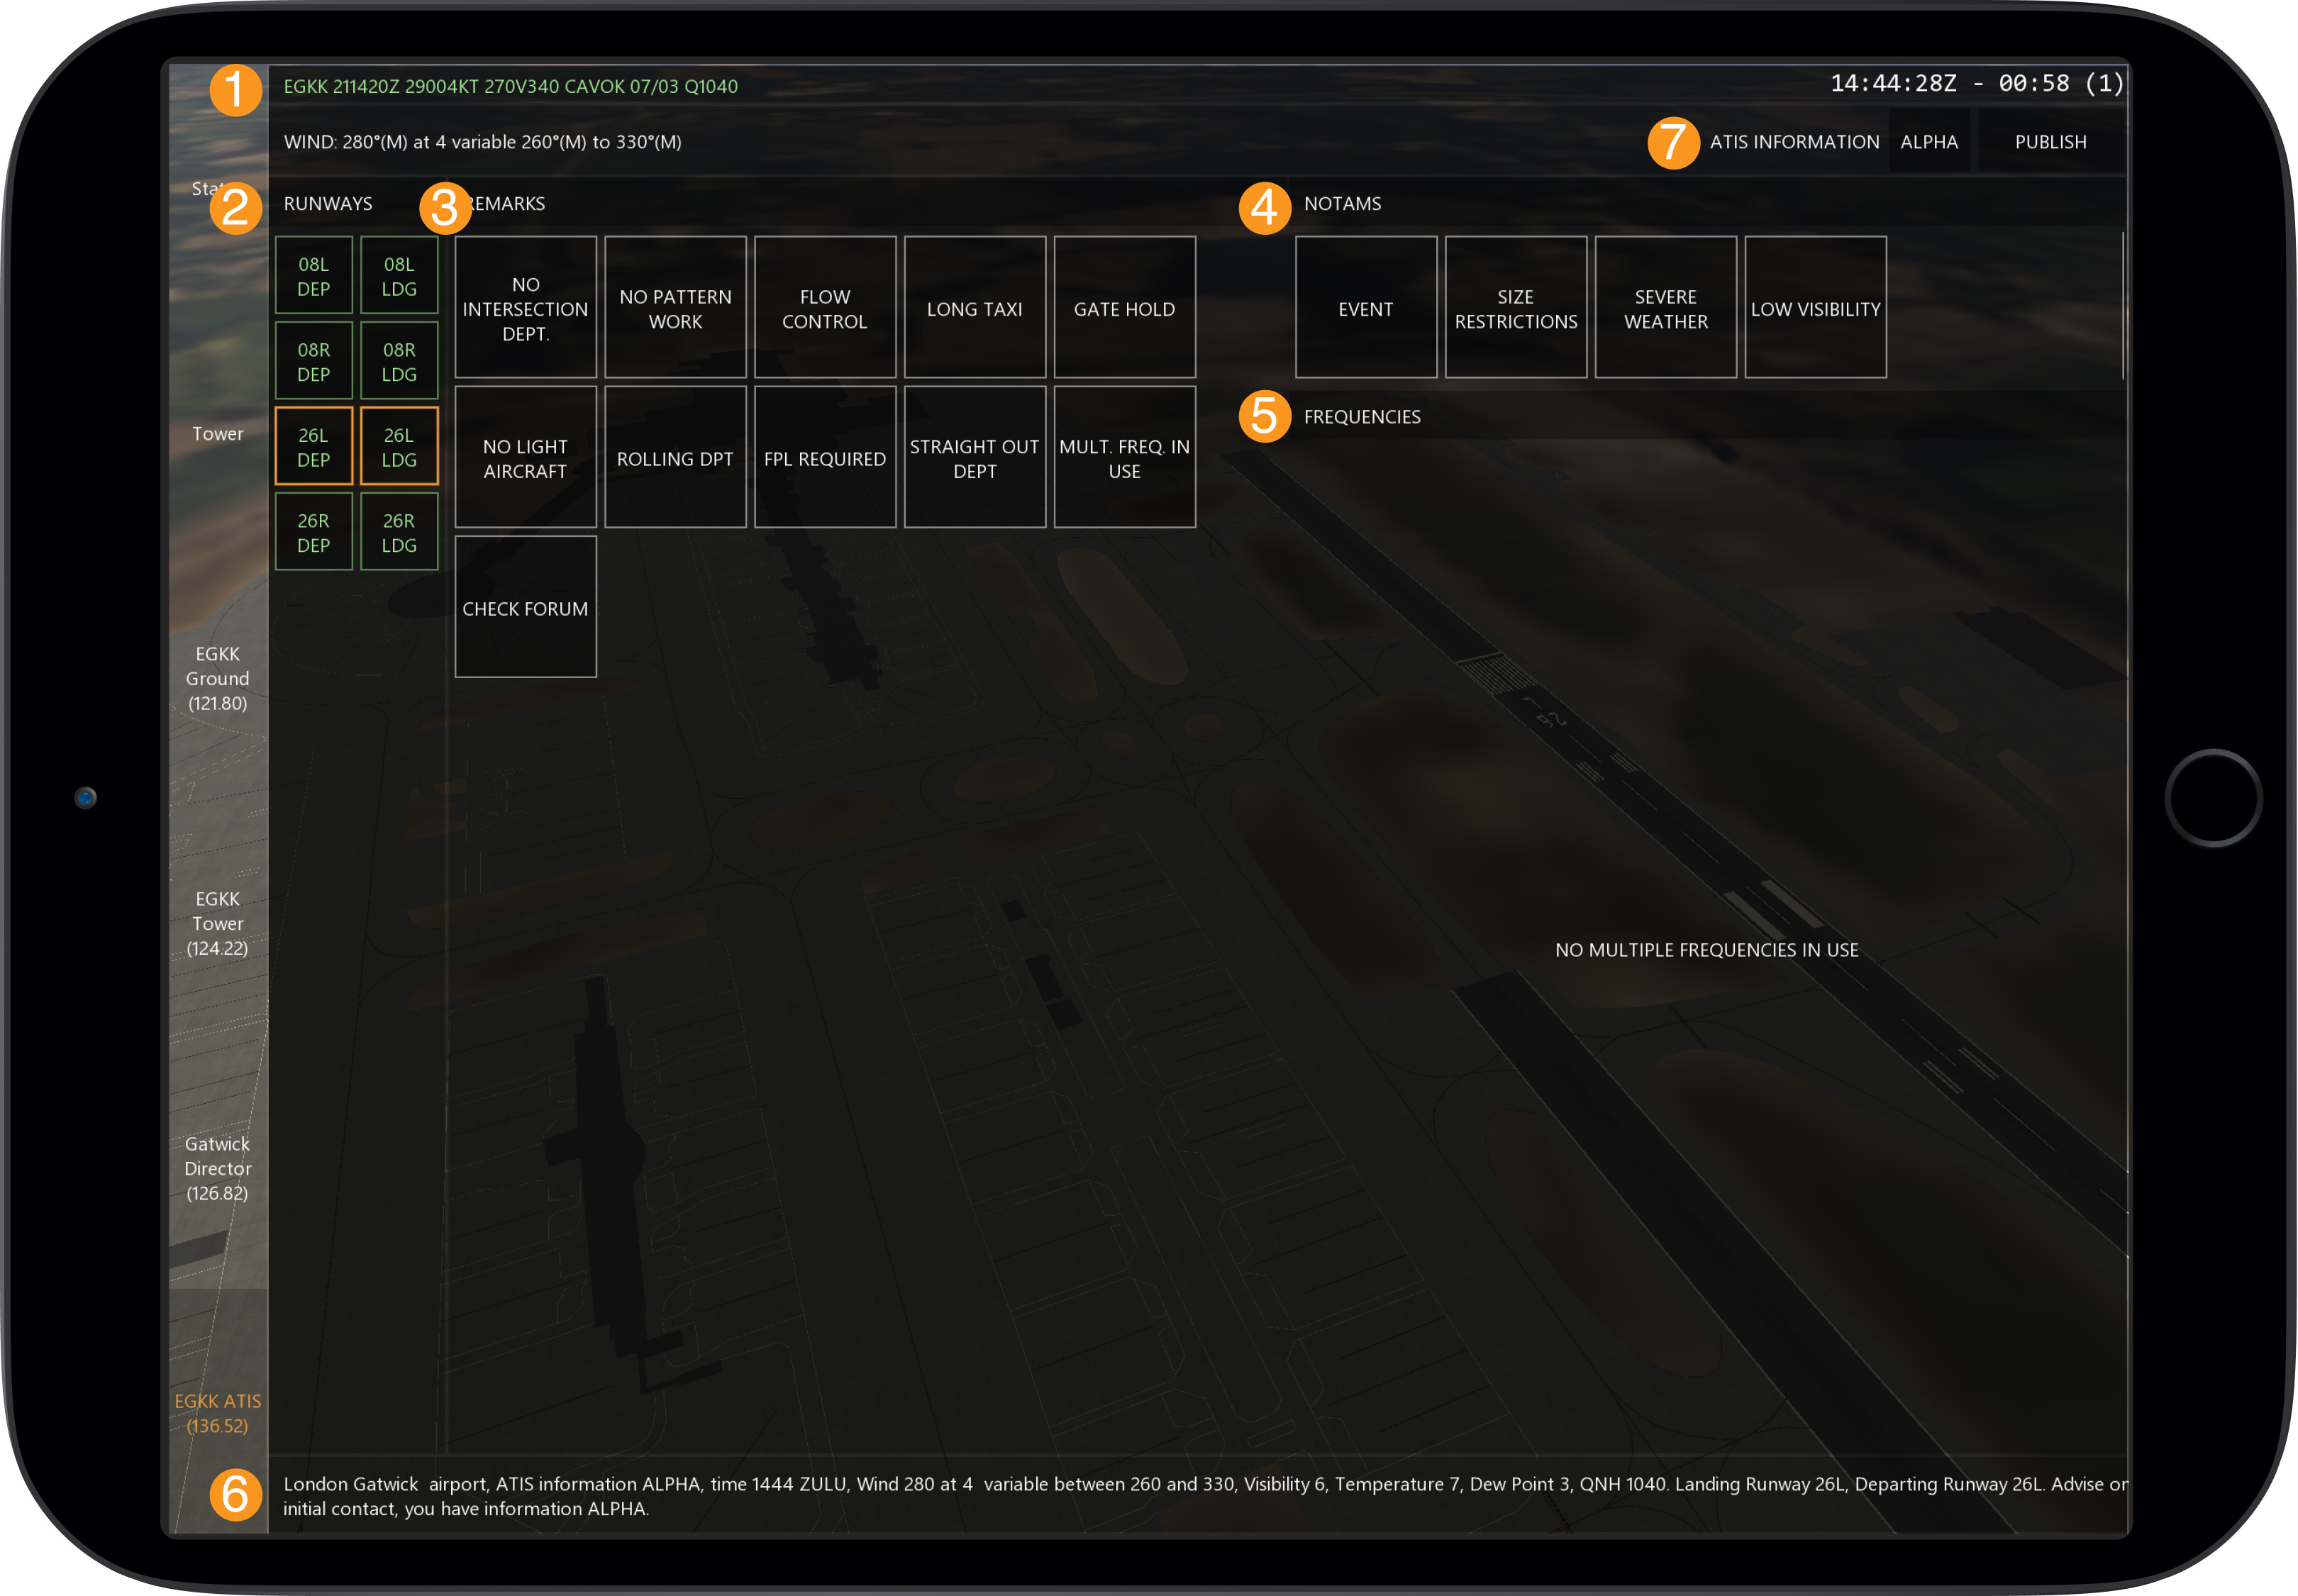 1
EGKK 211420Z 29004KT 270V340 CAVOK 07/03 Q1040
14:44:28Z - 00:58 (1)
WIND: 280°(M) at 4 variable 260°(M) to 330°(M)
7
ATIS INFORMATION
ALPHA
PUBLISH
2
RUNWAYS
3
REMARKS
4
NOTAMS
08L
DEP
08L
LDG
08R
DEP
08R
LDG
26L
DEP
26L
LDG
26R
DEP
26R
LDG
NO
INTERSECTION
DEPT.
NO PATTERN
WORK
FLOW
CONTROL
LONG TAXI
GATE HOLD
NO LIGHT
AIRCRAFT
ROLLING DPT
FPL REQUIRED
STRAIGHT OUT
DEPT
MULT. FREQ. IN
USE
CHECK FORUM
EVENT
SIZE
RESTRICTIONS
SEVERE
WEATHER
LOW VISIBILITY
5
FREQUENCIES
NO MULTIPLE FREQUENCIES IN USE
Tower
EGKK
Ground
(121.80)
EGKK
Tower
(124.22)
Gatwick
Director
(126.82)
EGKK ATIS
(136.52)
6
London Gatwick airport, ATIS information ALPHA, time 1444 ZULU, Wind 280 at 4 variable between 260 and 330, Visibility 6, Temperature 7, Dew Point 3, QNH 1040. Landing Runway 26L, Departing Runway 26L. Advise on
initial contact, you have information ALPHA.